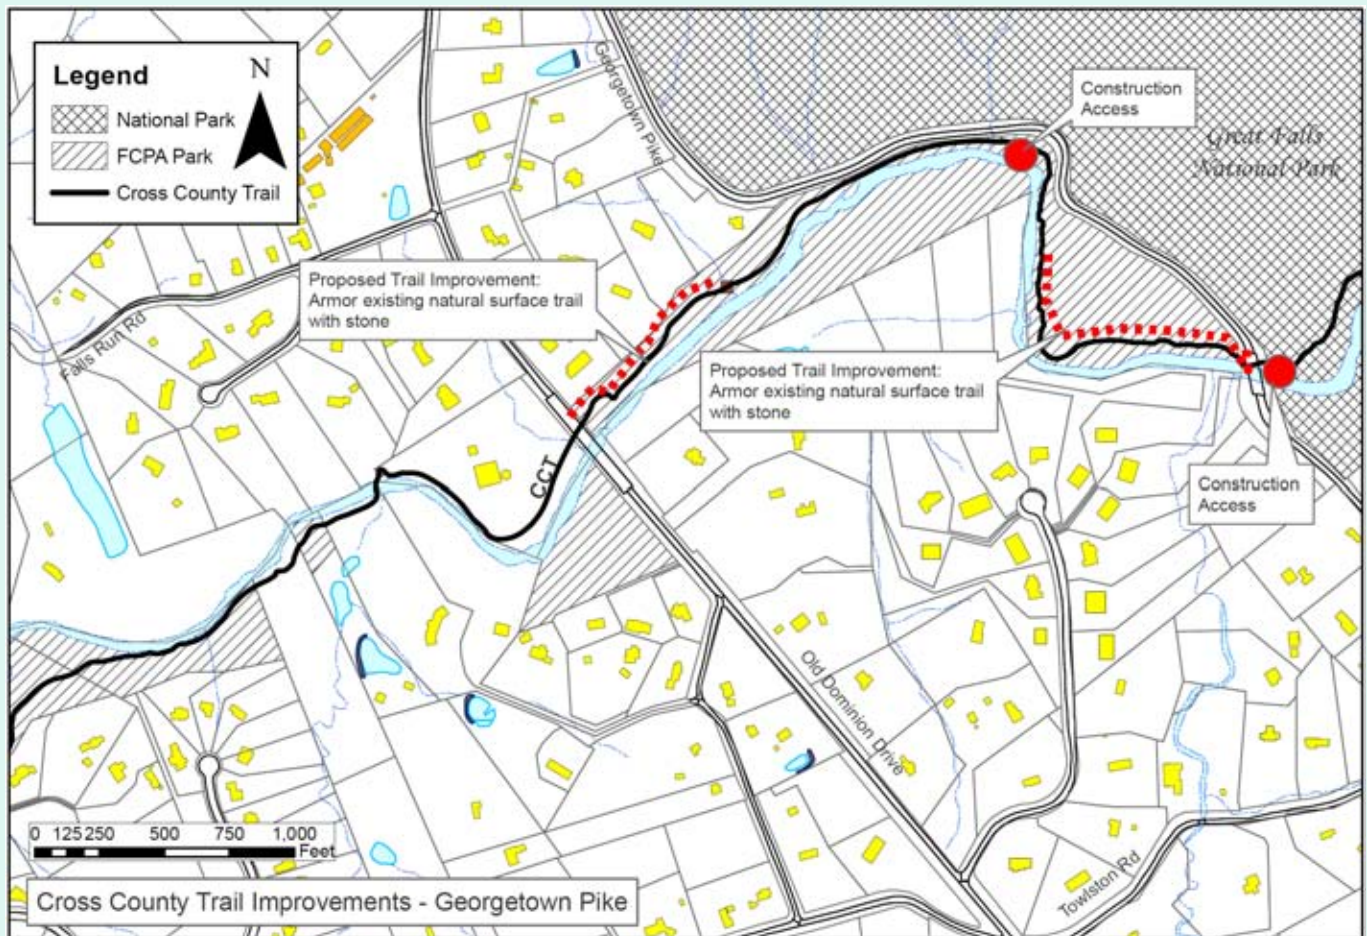 Legend
N
National Park
FCPA Park
Cross County Trail
Georgetown Pike
Construction
Access
Great Falls
National Park
Proposed Trail Improvement:
Armor existing natural surface trail
with stone
Falls Run Rd
Proposed Trail Improvement:
Armor existing natural surface trail
with stone
CCT
Construction
Access
Old Dominion Drive
Towlston Rd
0 125 250 500 750 1,000
Feet
Cross County Trail Improvements - Georgetown Pike